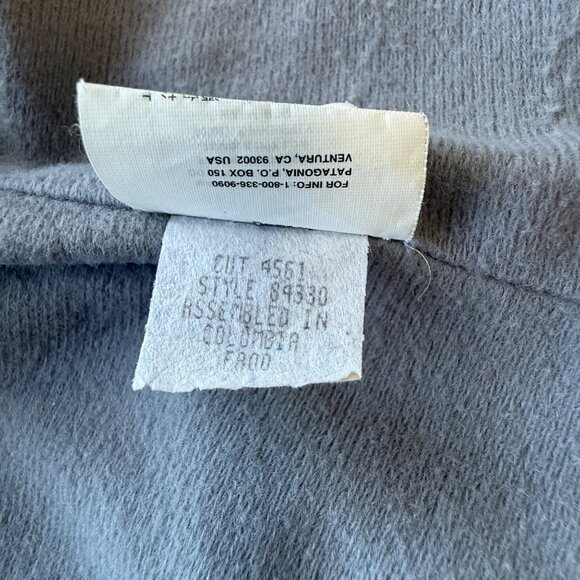 FOR INFO: 1-800-336-9090
PATAGONIA, P.O. BOX 150
VENTURA, CA 93002 USA
CUT 4561
STYLE 84330
ASSEMBLED IN
COLOMBIA
FA00